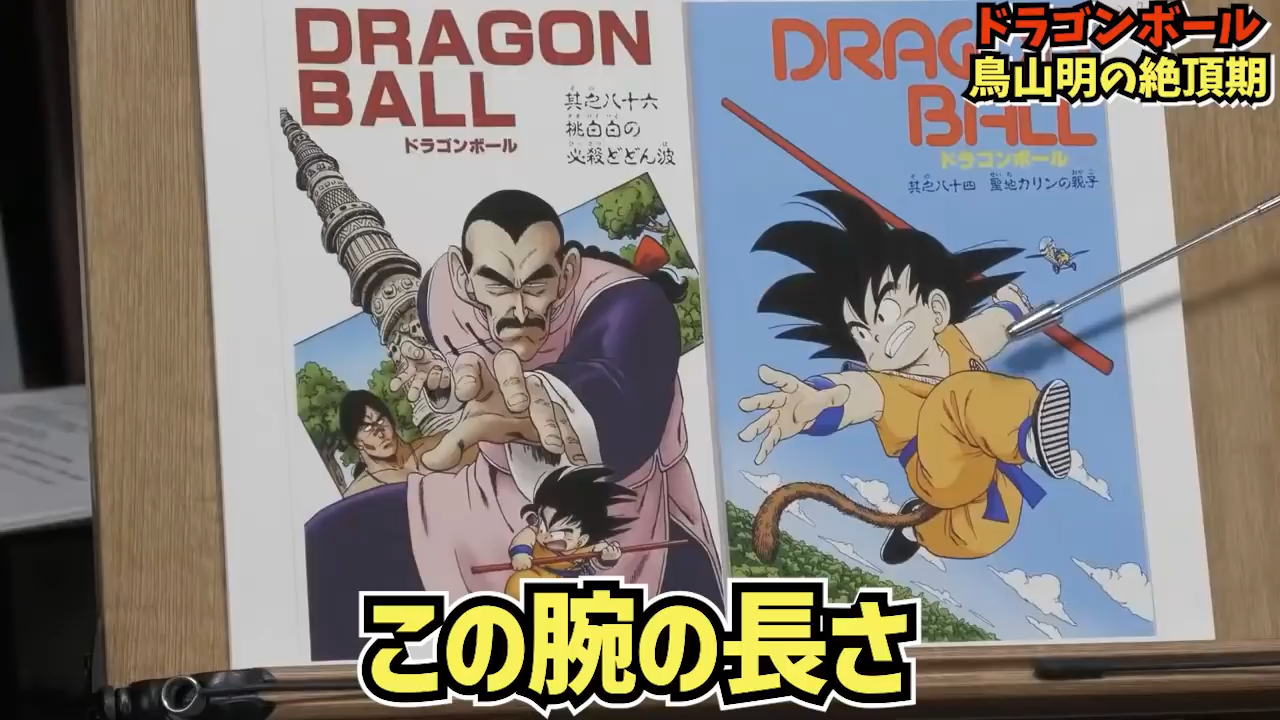 DRAGON
BALL
ドラゴンボール
其之八十六
桃白白の
必殺どどん波
DRAG
BALL
ドラゴンボール
其之八十四 聖地カリンの親子
ドラゴンボール
鳥山明の絶頂期
この腕の長さ